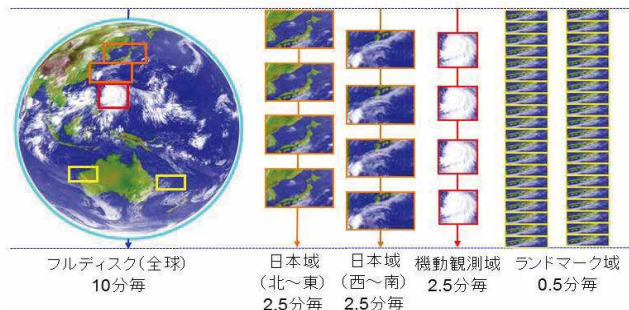 フルディスク(全球)
10分毎
日本域
(北～東)
2.5分毎
日本域
(西～南)
2.5分毎
機動観測域
2.5分毎
ランドマーク域
0.5分毎